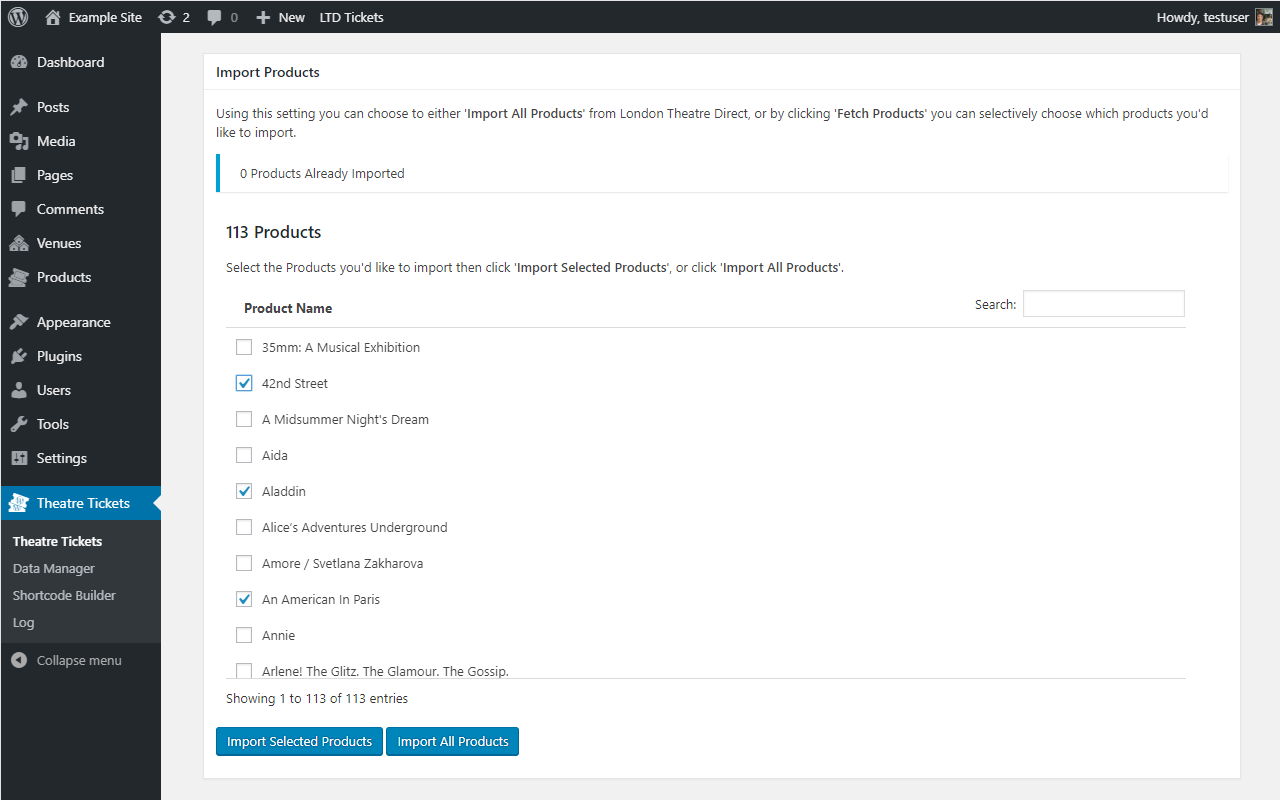 Example Site 2 0 New LTD Tickets Howdy, testuser
Dashboard
Posts
Media
Pages
Comments
Venues
Products
Appearance
Plugins
Users
Tools
Settings
Theatre Tickets
Theatre Tickets
Data Manager
Shortcode Builder
Log
Collapse menu
Import Products
Using this setting you can choose to either 'Import All Products' from London Theatre Direct, or by clicking 'Fetch Products' you can selectively choose which products you'd
like to import.
0 Products Already Imported
113 Products
Select the Products you'd like to import then click 'Import Selected Products', or click 'Import All Products'.
Product Name Search:
35mm: A Musical Exhibition
42nd Street
A Midsummer Night's Dream
Aida
Aladdin
Alice's Adventures Underground
Amore / Svetlana Zakharova
An American In Paris
Annie
Arlene! The Glitz. The Glamour. The Gossip.
Showing 1 to 113 of 113 entries
Import Selected Products Import All Products